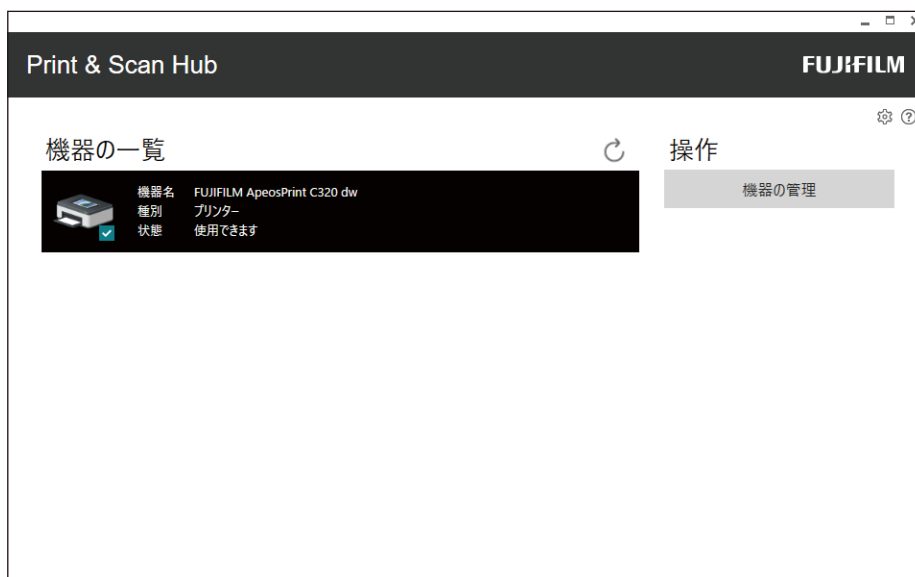 Print & Scan Hub
FUJIFILM
機器の一覧
操作
機器名 FUJIFILM ApeosPrint C320 dw
種別 プリンター
状態 使用できます
機器の管理